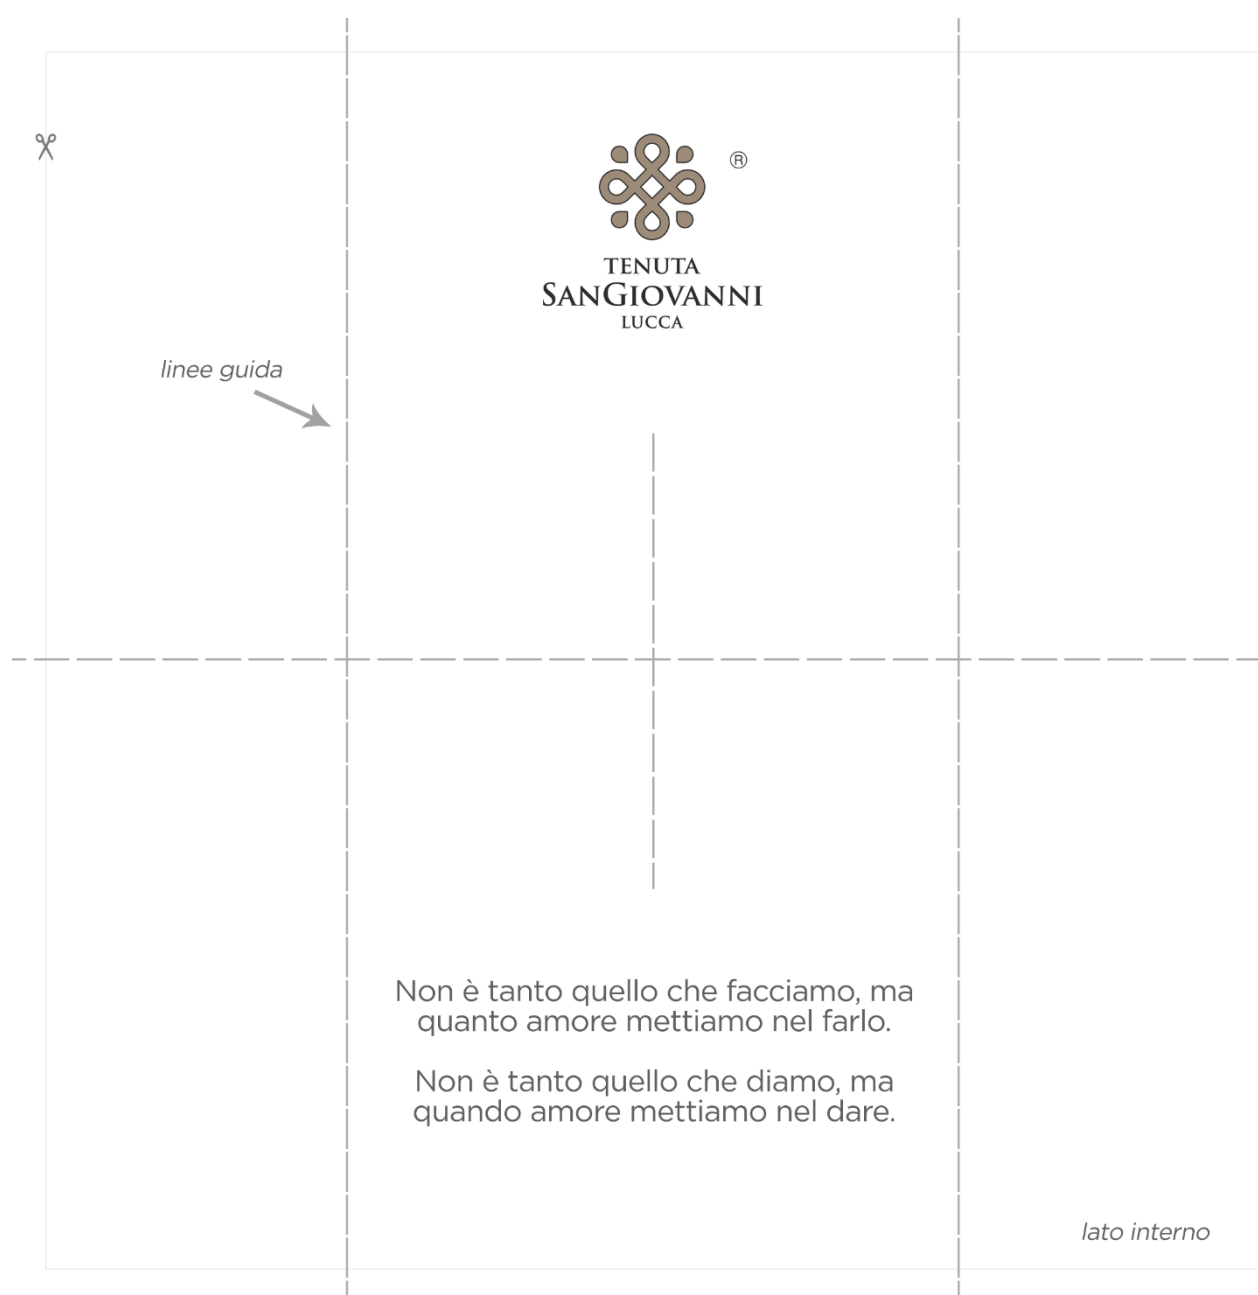 ®
TENUTA
SANGIOVANNI
LUCCA
linee guida
Non è tanto quello che facciamo, ma
quanto amore mettiamo nel farlo.
Non è tanto quello che diamo, ma
quando amore mettiamo nel dare.
lato interno